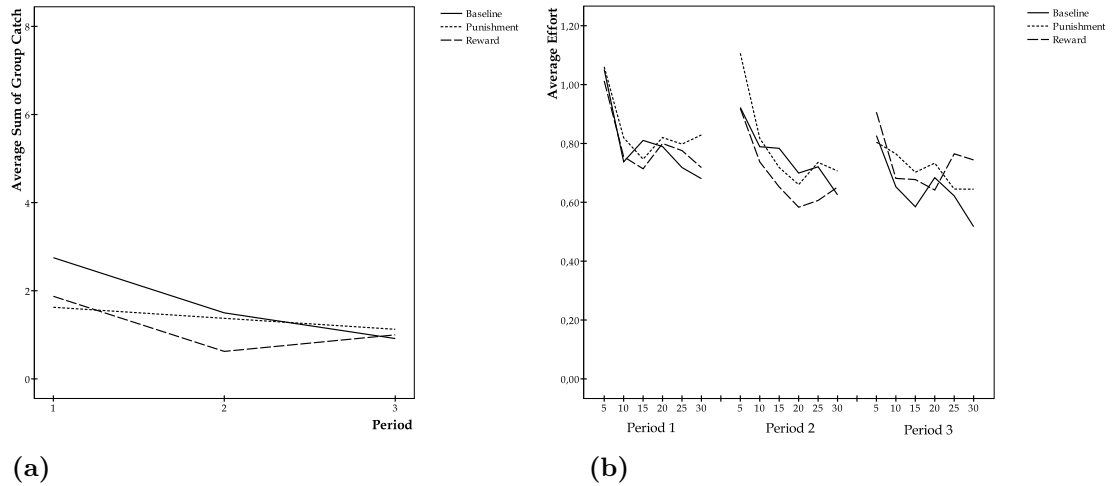 Average Sum of Group Catch
8
6
4
2
0
1 2 3
Period
Baseline
Punishment
Reward
(a)
Average Effort
1,20
1,00
0,80
0,60
0,40
0,20
0,00
5 10 15 20 25 30 5 10 15 20 25 30 5 10 15 20 25 30
Period 1 Period 2 Period 3
Baseline
Punishment
Reward
(b)